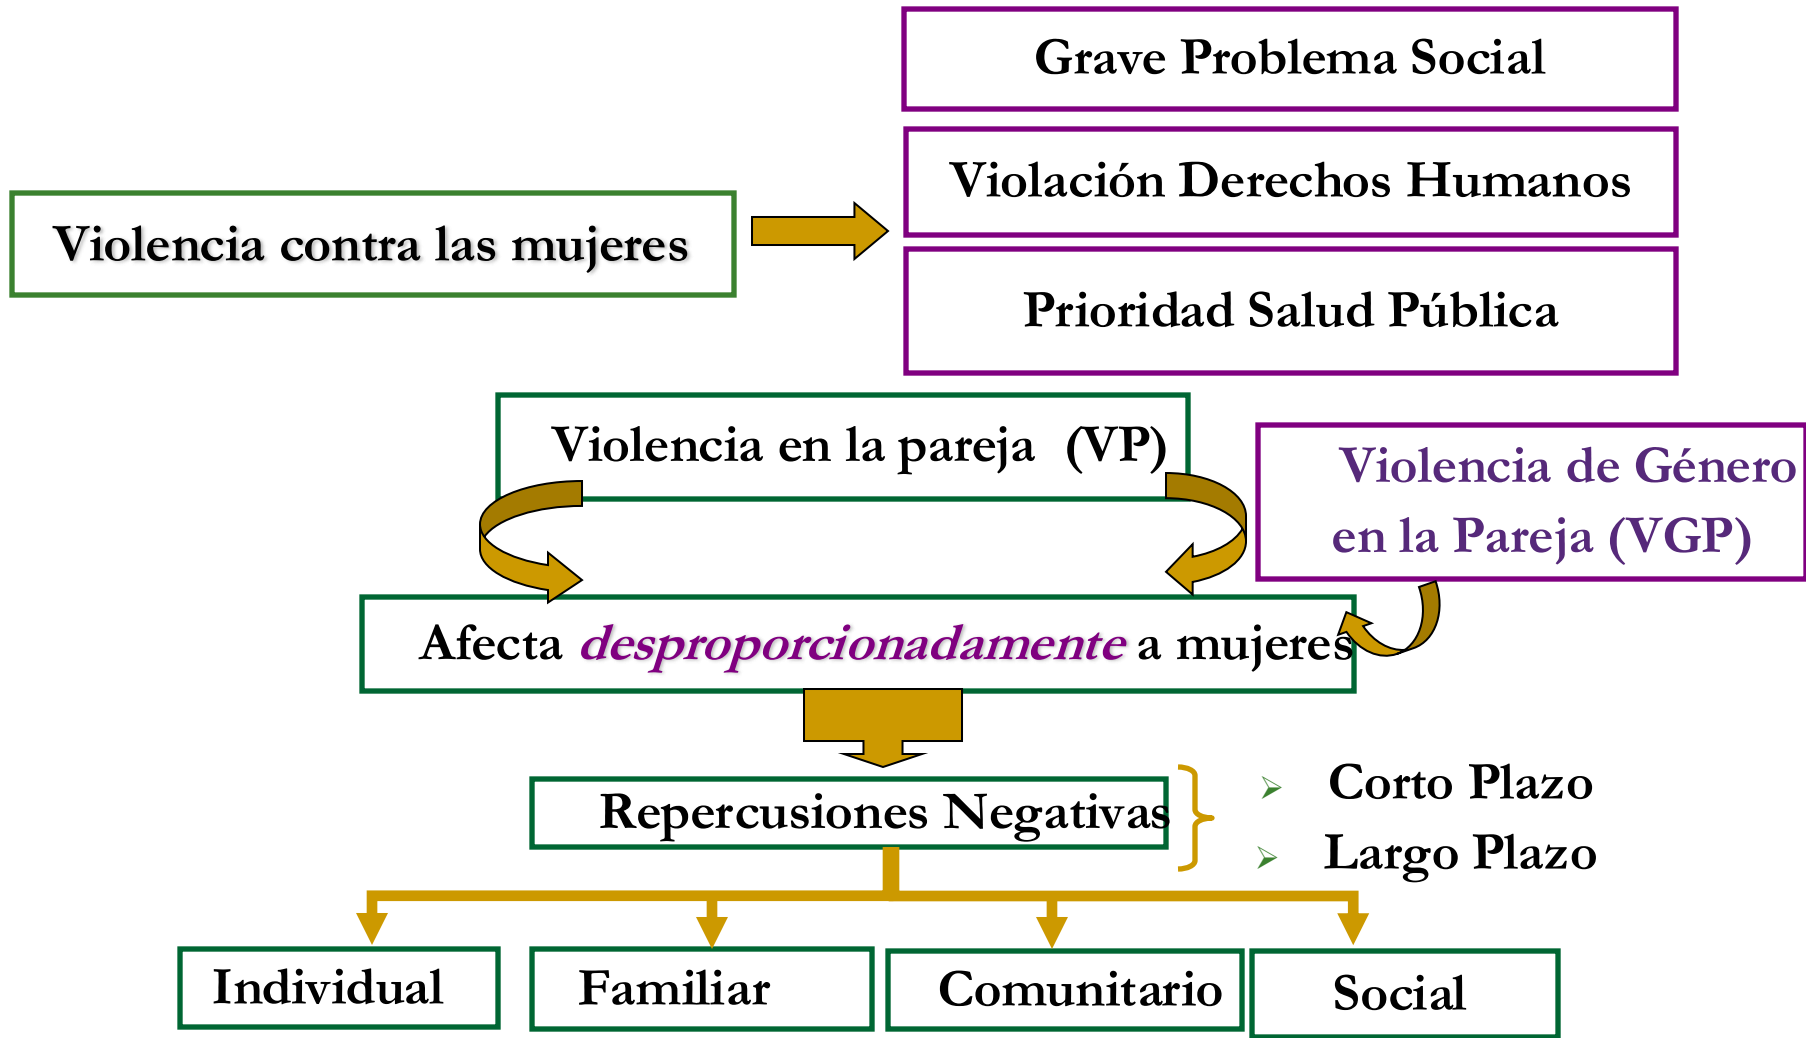 Grave Problema Social
Violación Derechos Humanos
Violencia contra las mujeres
Prioridad Salud Pública
Violencia en la pareja (VP)
Violencia de Género
en la Pareja (VGP)
Afecta desproporcionadamente a mujeres
Repercusiones Negativas
Corto Plazo
Largo Plazo
Individual
Familiar
Comunitario
Social